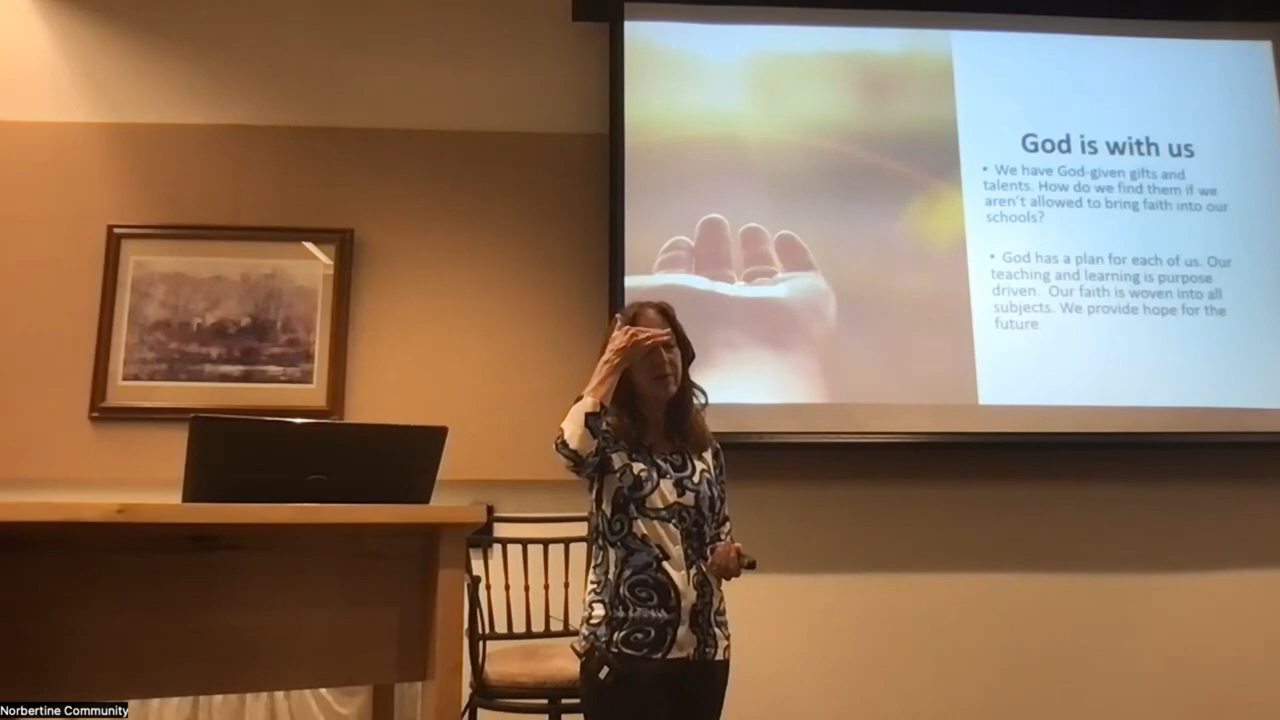 God is with us
• We have God-given gifts and
talents. How do we find them if we
aren't allowed to bring faith into our
schools?
• God has a plan for each of us. Our
teaching and learning is purpose
driven. Our faith is woven into all
subjects. We provide hope for the
future
Norbertine Community